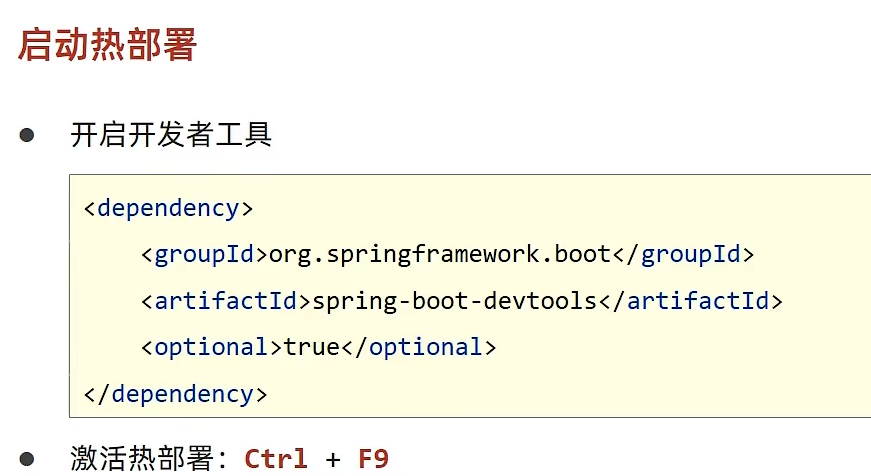 启动热部署
● 开启开发者工具
<dependency>
    <groupId>org.springframework.boot</groupId>
    <artifactId>spring-boot-devtools</artifactId>
    <optional>true</optional>
</dependency>
● 激活热部署：Ctrl + F9